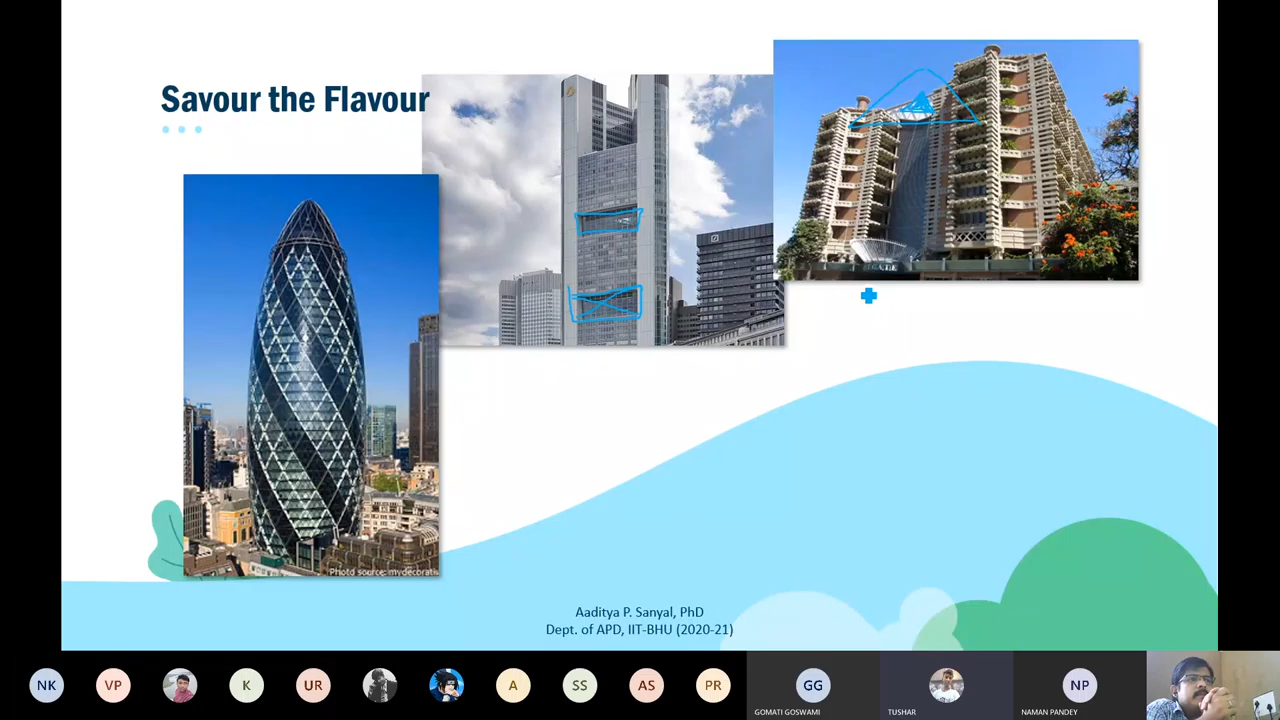 Savour the Flavour
Photo source: mydecorati
Aaditya P. Sanyal, PhD
Dept. of APD, IIT-BHU (2020-21)
NK
VP
K
UR
A
SS
AS
PR
GG
NP
GOMATI GOSWAMI
TUSHAR
NAMAN PANDEY